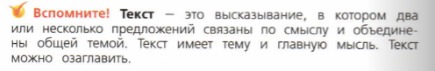 Вспомните! Текст – это высказывание, в котором два
или несколько предложений связаны по смыслу и объедине-
ны общей темой. Текст имеет тему и главную мысль. Текст
можно озаглавить.